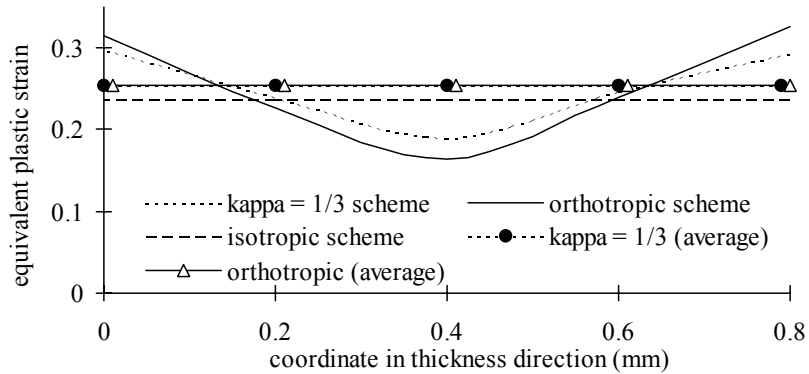 equivalent plastic strain
0.3
0.2
0.1
0
kappa = 1/3 scheme
orthotropic scheme
isotropic scheme
kappa = 1/3 (average)
orthotropic (average)
0 0.2 0.4 0.6 0.8
coordinate in thickness direction (mm)